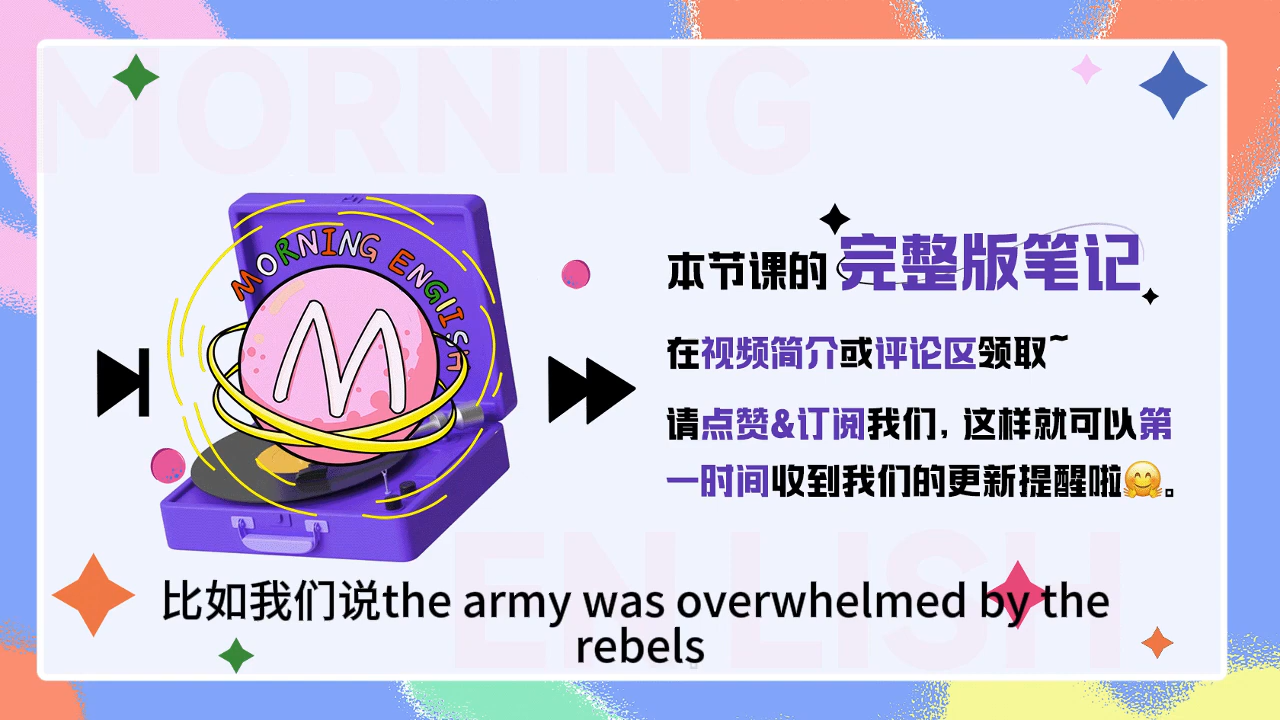 MORNING
MORNING ENGlISH
M
本节课的 完整版笔记
在视频简介或评论区领取~
请点赞&订阅我们, 这样就可以第
一时间收到我们的更新提醒啦🤗。
ENLISH
比如我们说the army was overwhelmed by the
rebels